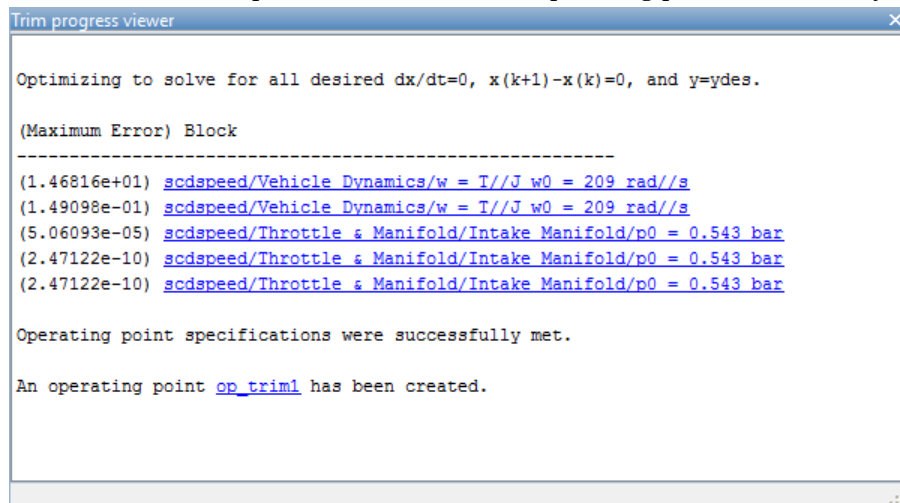 Trim progress viewer
Optimizing to solve for all desired dx/dt=0, x(k+1)-x(k)=0, and y=ydes.
(Maximum Error) Block
---------------------------------------------------------
(1.46816e+01) scdspeed/Vehicle Dynamics/w = T//J w0 = 209 rad//s
(1.49098e-01) scdspeed/Vehicle Dynamics/w = T//J w0 = 209 rad//s
(5.06093e-05) scdspeed/Throttle & Manifold/Intake Manifold/p0 = 0.543 bar
(2.47122e-10) scdspeed/Throttle & Manifold/Intake Manifold/p0 = 0.543 bar
(2.47122e-10) scdspeed/Throttle & Manifold/Intake Manifold/p0 = 0.543 bar
Operating point specifications were successfully met.
An operating point op_trim1 has been created.